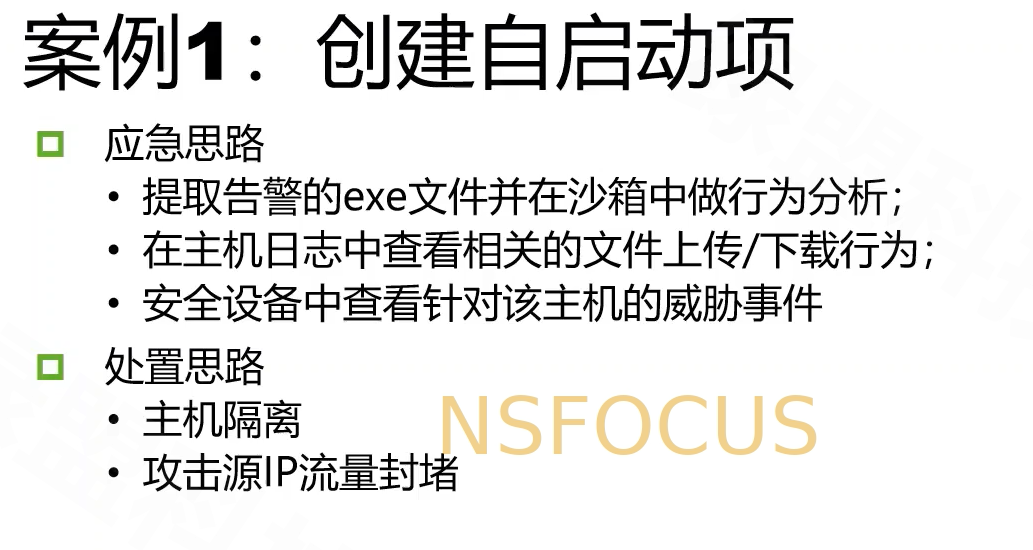 案例1：创建自启动项
应急思路
• 提取告警的exe文件并在沙箱中做行为分析；
• 在主机日志中查看相关的文件上传/下载行为；
• 安全设备中查看针对该主机的威胁事件
处置思路
• 主机隔离
NSFOCUS
• 攻击源IP流量封堵